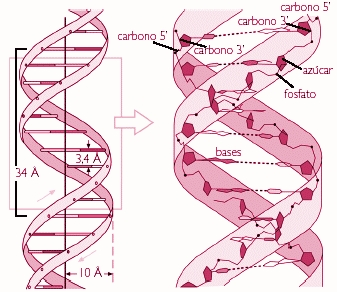 carbono 5'
carbono 3'
carbono 5'
carbono 3'
azúcar
fosfato
bases
3,4 Å
34 Å
10 Å